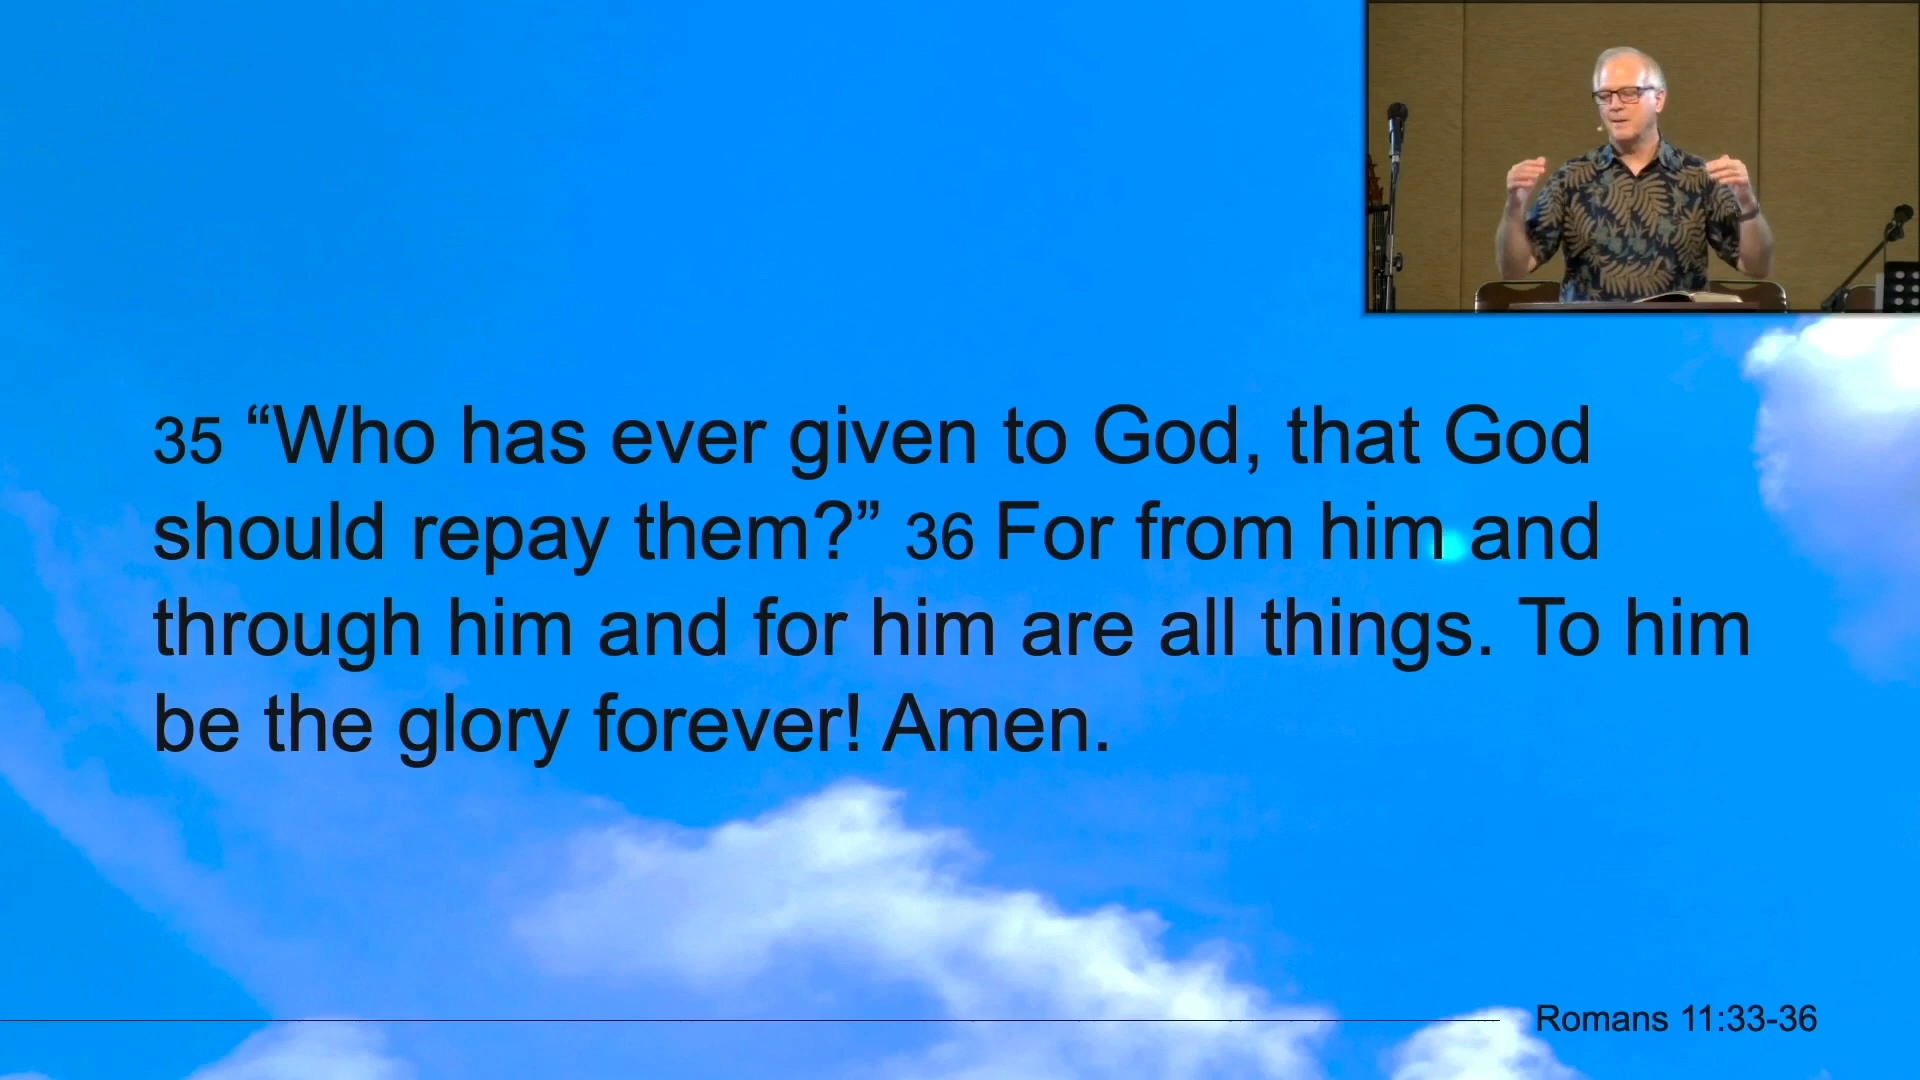 35 “Who has ever given to God, that God
should repay them?” 36 For from him and
through him and for him are all things. To him
be the glory forever! Amen.
Romans 11:33-36